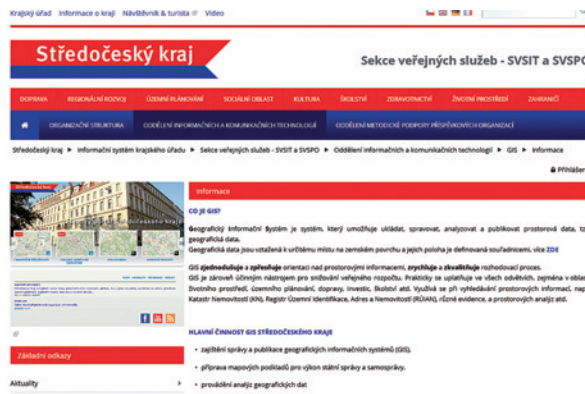 Krajský úřad Informace o kraji Návštěvník & turista Video
Středočeský kraj
Sekce veřejných služeb - SVSIT a SVSPO
DOPRAVA REGIONÁLNÍ ROZVOJ ÚZEMNÍ PLÁNOVÁNÍ SOCIÁLNÍ OBLAST KULTURA ŠKOLSTVÍ ZDRAVOTNICTVÍ ŽIVOTNÍ PROSTŘEDÍ ZAHRANIČÍ
ORGANIZAČNÍ STRUKTURA ODDĚLENÍ INFORMAČNÍCH A KOMUNIKAČNÍCH TECHNOLOGIÍ ODDĚLENÍ METODICKÉ PODPORY PŘÍSPĚVKOVÝCH ORGANIZACÍ
Středočeský kraj ► Informační systém krajského úřadu ► Sekce veřejných služeb - SVSIT a SVSPO ► Oddělení informačních a komunikačních technologií ► GIS ► Informace
Přihlášen
Středočeský kraj
Informace
CO JE GIS?
Geografický Informační Systém je systém, který umožňuje ukládat, spravovat, analyzovat a publikovat prostorová data, tz
geografická data.
Geografická data jsou vztažená k určitému místu na zemském povrchu a jejich poloha je definovaná souřadnicemi, více ZDE
GIS zjednodušuje a zpřesňuje orientaci nad prostorovými informacemi, zrychluje a zkvalitňuje rozhodovací proces.
GIS je zároveň účinným nástrojem pro snižování veřejného rozpočtu. Prakticky se uplatňuje ve všech odvětvích, zejména v oblas
životního prostředí, územního plánování, dopravy, investic, školství atd. Využívá se při vyhledávání prostorových informací, nap
Katastr Nemovitostí (KN), Registr Územní Identifikace, Adres a Nemovitostí (RÚIAN), různé evidence, a prostorových analýz atd.
HLAVNÍ ČINNOST GIS STŘEDOČESKÉHO KRAJE
• zajištění správy a publikace geografických informačních systémů (GIS).
• příprava mapových podkladů pro výkon státní správy a samosprávy.
• provádění analýz geografických dat
Základní odkazy
Aktuality